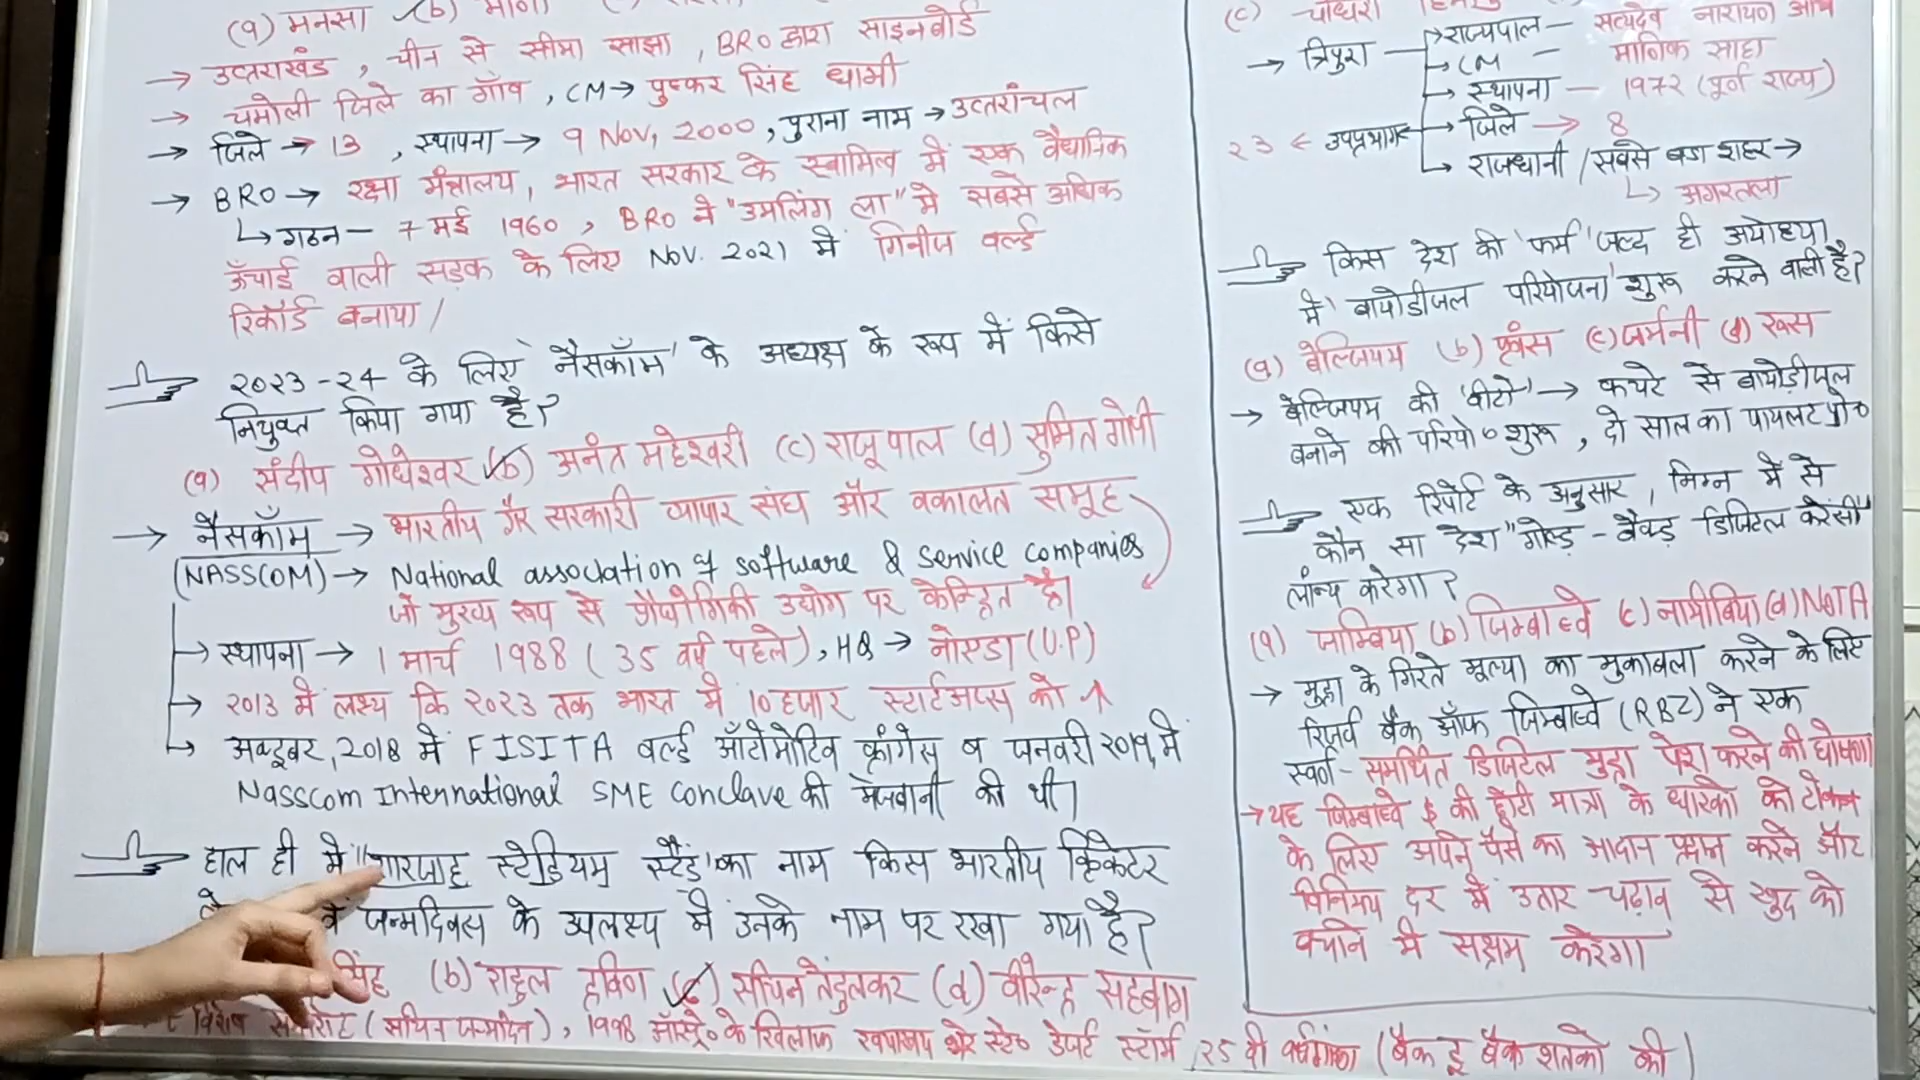 (a) मनसा (b) माणा
→ उत्तराखंड, चीन से सीमा साझा, BRO द्वारा साइनबोर्ड
→ चमोली जिले का गाँव, CM→ पुष्कर सिंह धामी
→ जिले → 13, स्थापना → 9 Nov, 2000, पुराना नाम → उत्तरांचल
→ BRO → रक्षा मंत्रालय, भारत सरकार के स्वामित्व में एक वैधानिक
↳ गठन – 7 मई 1960, BRO ने "उमलिंग ला" में सबसे अधिक
ऊँचाई वाली सड़क के लिए Nov. 2021 में गिनीज वर्ल्ड
रिकॉर्ड बनाया।
2023-24 के लिए 'नैसकॉम' के अध्यक्ष के रूप में किसे
नियुक्त किया गया है?
(a) संदीप गोधेश्वर (b) अनंत महेश्वरी (c) राजू पाल (d) सुमित गोपी
→ नैसकॉम → भारतीय गैर सरकारी व्यापार संघ और वकालत समूह
(NASSCOM) → National association of software & service companies
जो मुख्य रूप से प्रौद्योगिकी उद्योग पर केन्द्रित है।
→ स्थापना → 1 मार्च 1988 (35 वर्ष पहले), HQ → नोएडा (U.P)
→ 2013 में लक्ष्य कि 2023 तक भारत में 10 हजार स्टार्टअप्स को ↑
↳ अक्टूबर, 2018 में FISITA वर्ल्ड ऑटोमोटिव कांग्रेस व जनवरी 2019, में
Nasscom International SME Conclave की मेजबानी की थी।
हाल ही में "शारजाह स्टेडियम स्टैंड" का नाम किस भारतीय क्रिकेटर
वें जन्मदिवस के उपलक्ष्य में उनके नाम पर रखा गया है?
सिंह (b) राहुल द्रविण (c) सचिन तेंदुलकर (d) वीरेन्द्र सहबाग
विशेष (सचिन जन्मदिन), 1998 ऑस्ट्रे॰ के खिलाफ स्टे॰ डेजर्ट स्टॉर्म, 25 वी वर्षगांठ (बैक टू बैक शतको की)
(c) चौधरी
→ त्रिपुरा → राज्यपाल – सत्यदेव नारायण आर्य
→ CM – मानिक साहा
→ स्थापना – 1972 (पूर्ण राज्य)
23 ← उपप्रभाग → जिले → 8
↳ राजधानी / सबसे बड़ा शहर →
↳ अगरतला
किस देश की 'फर्म' जल्द ही अयोध्या
में 'बायोडीजल परियोजना' शुरू करने वाली है?
(a) बेल्जियम (b) फ्रांस (c) जर्मनी (d) रूस
→ बेल्जियम की 'वीटो' → कचरे से बायोडीजल
बनाने की परियो॰ शुरू, दो साल का पायलट प्रो॰
एक रिपोर्ट के अनुसार, निम्न में से
कौन सा देश "गोल्ड - बैक्ड डिजिटल करेंसी"
लॉन्च करेगा?
(a) जाम्बिया (b) जिम्बाब्वे (c) नामीबिया (d) NOTA
→ मुद्रा के गिरते मूल्यों का मुकाबला करने के लिए
रिजर्व बैंक ऑफ जिम्बाब्वे (RBZ) ने एक
स्वर्ण - समर्थित डिजिटल मुद्रा पेश करने की घोषणा
→ यह जिम्बाब्वे $ की छोटी मात्रा के धारको को टोकन
के लिए अपने पैसे का आदान प्रदान करने और
विनिमय दर में उतार चढ़ाव से खुद को
बचाने में सक्षम करेगा